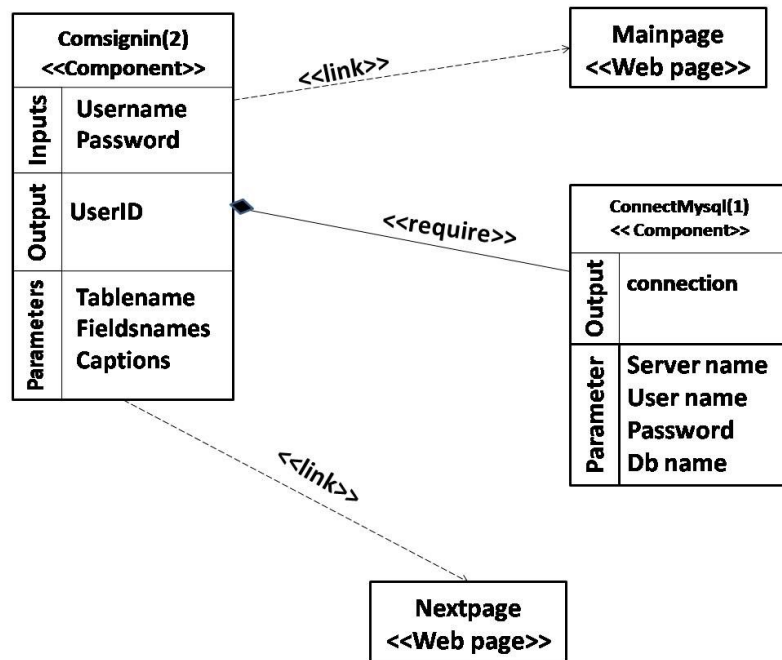 Comsignin(2)
<<Component>>
Inputs
Username
Password
Output
UserID
Parameters
Tablename
Fieldsnames
Captions
<<link>>
Mainpage
<<Web page>>
<<require>>
ConnectMysql(1)
<< Component>>
Output
connection
Parameter
Server name
User name
Password
Db name
<<link>>
Nextpage
<<Web page>>